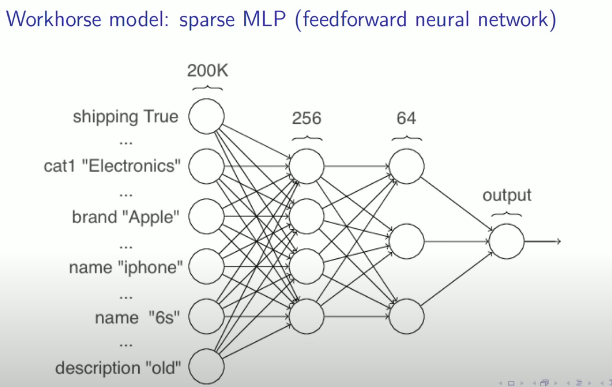 Workhorse model: sparse MLP (feedforward neural network)
200K
256
64
output
shipping True
...
cat1 "Electronics"
...
brand "Apple"
...
name "iphone"
...
name "6s"
...
description "old"